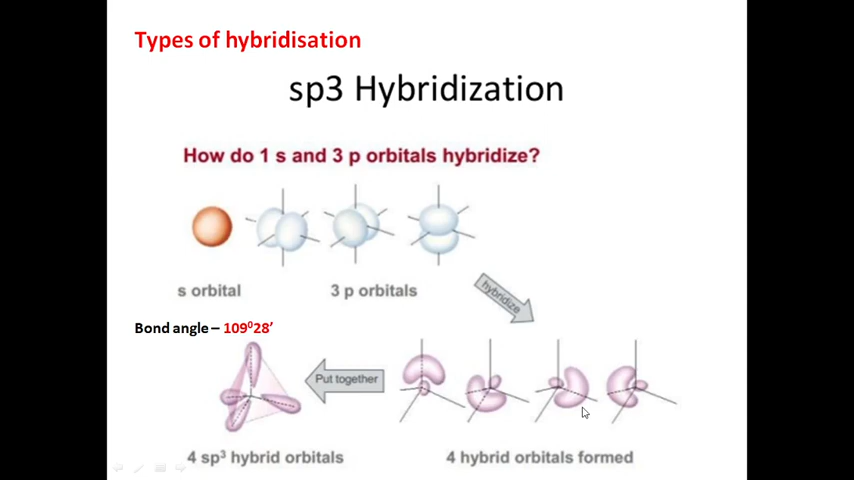 Types of hybridisation
sp3 Hybridization
How do 1 s and 3 p orbitals hybridize?
s orbital
3 p orbitals
hybridize
Bond angle – 109⁰28’
Put together
4 sp³ hybrid orbitals
4 hybrid orbitals formed